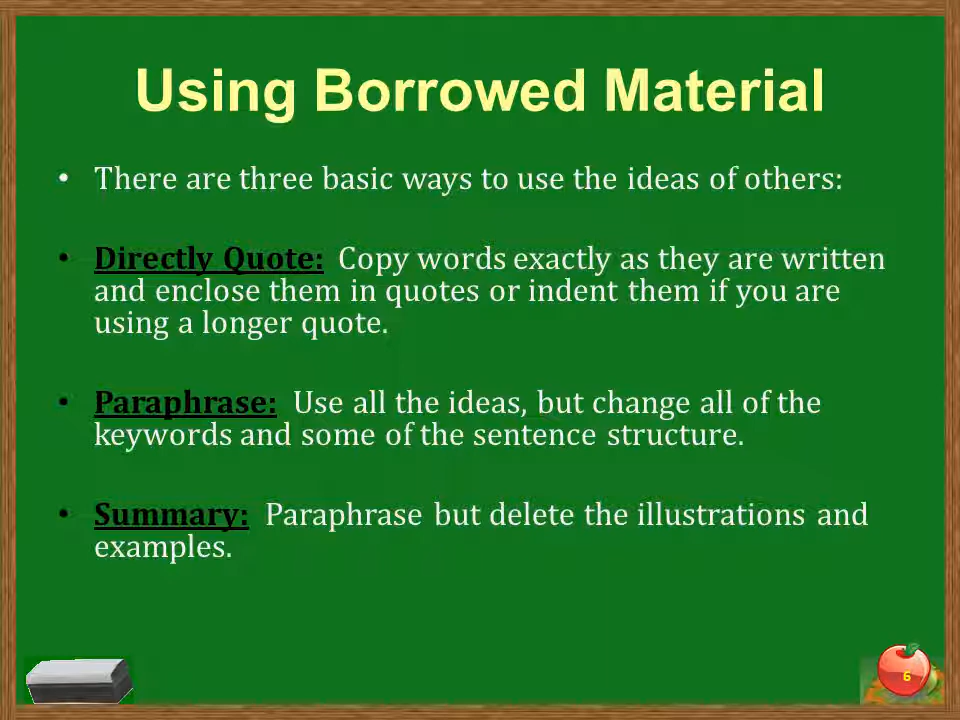 Using Borrowed Material
• There are three basic ways to use the ideas of others:
• Directly Quote: Copy words exactly as they are written
and enclose them in quotes or indent them if you are
using a longer quote.
• Paraphrase: Use all the ideas, but change all of the
keywords and some of the sentence structure.
• Summary: Paraphrase but delete the illustrations and
examples.
6